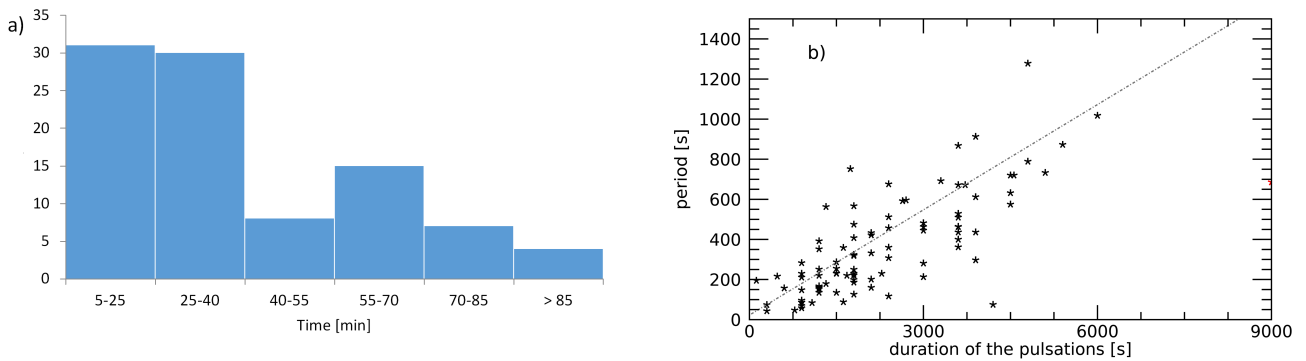 a)
35
30
25
20
15
10
5
0
5-25 25-40 40-55 55-70 70-85 > 85
Time [min]
b)
1400
1200
1000
800
600
400
200
0
period [s]
0 3000 6000 9000
duration of the pulsations [s]